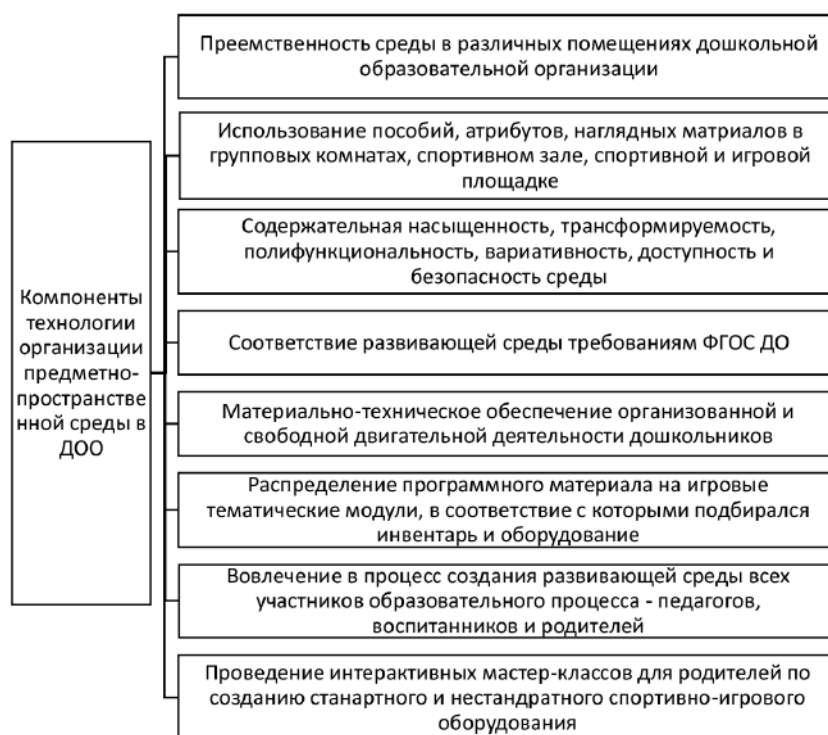 Преемственность среды в различных помещениях дошкольной
образовательной организации
Использование пособий, атрибутов, наглядных матриалов в
групповых комнатах, спортивном зале, спортивной и игровой
площадке
Содержательная насыщенность, трансформируемость,
полифункциональность, вариативность, доступность и
безопасность среды
Компоненты
технологии
организации
предметно-
пространстве
нной среды в
ДОО
Соответствие развивающей среды требованиям ФГОС ДО
Материально-техническое обеспечение организованной и
свободной двигательной деятельности дошкольников
Распределение программного материала на игровые
тематические модули, в соответствие с которыми подбирался
инвентарь и оборудование
Вовлечение в процесс создания развивающей среды всех
участников образовательного процесса - педагогов,
воспитанников и родителей
Проведение интерактивных мастер-классов для родителей по
созданию станартного и нестандратного спортивно-игрового
оборудования